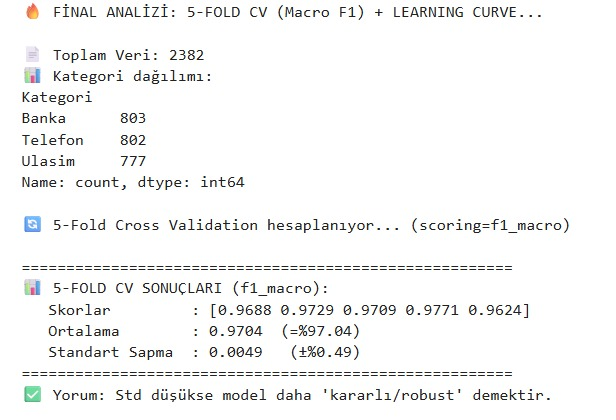 🔥 FİNAL ANALİZİ: 5-FOLD CV (Macro F1) + LEARNING CURVE...
📄 Toplam Veri: 2382
📊 Kategori dağılımı:
Kategori
Banka 803
Telefon 802
Ulasim 777
Name: count, dtype: int64
🔄 5-Fold Cross Validation hesaplanıyor... (scoring=f1_macro)
=======================================================
📊 5-FOLD CV SONUÇLARI (f1_macro):
Skorlar : [0.9688 0.9729 0.9709 0.9771 0.9624]
Ortalama : 0.9704 (=%97.04)
Standart Sapma : 0.0049 (±%0.49)
=======================================================
✅ Yorum: Std düşükse model daha 'kararlı/robust' demektir.